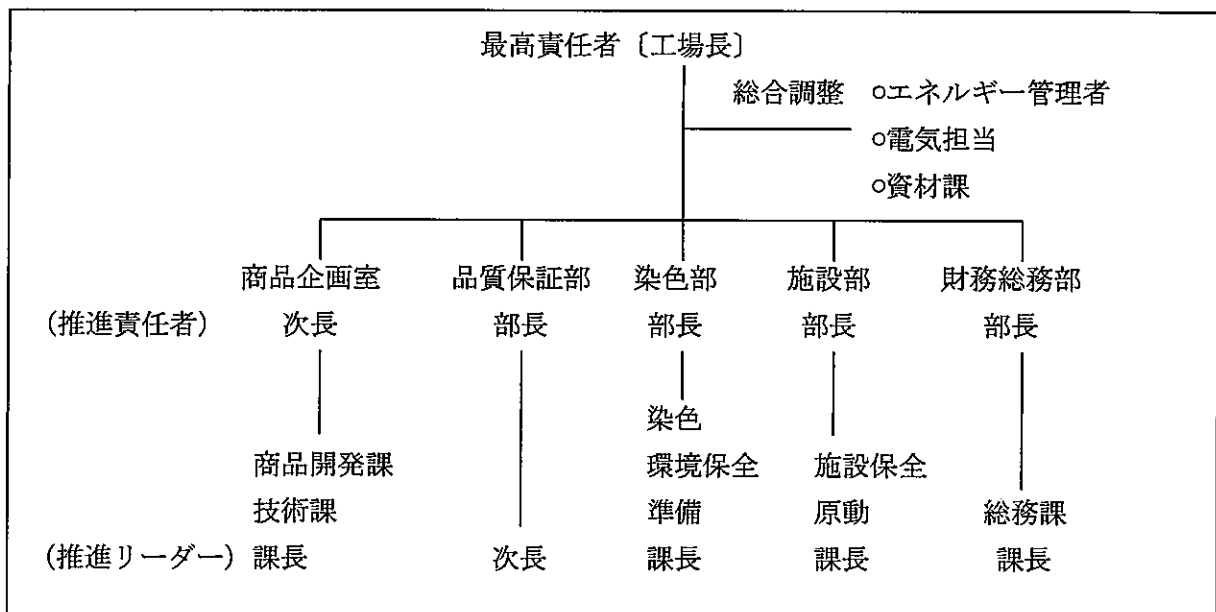 最高責任者〔工場長〕
総合調整 ○エネルギー管理者
○電気担当
○資材課
商品企画室 品質保証部 染色部 施設部 財務総務部
(推進責任者) 次長 部長 部長 部長 部長
染色
商品開発課 環境保全 施設保全
技術課 準備 原動 総務課
(推進リーダー) 課長 次長 課長 課長 課長